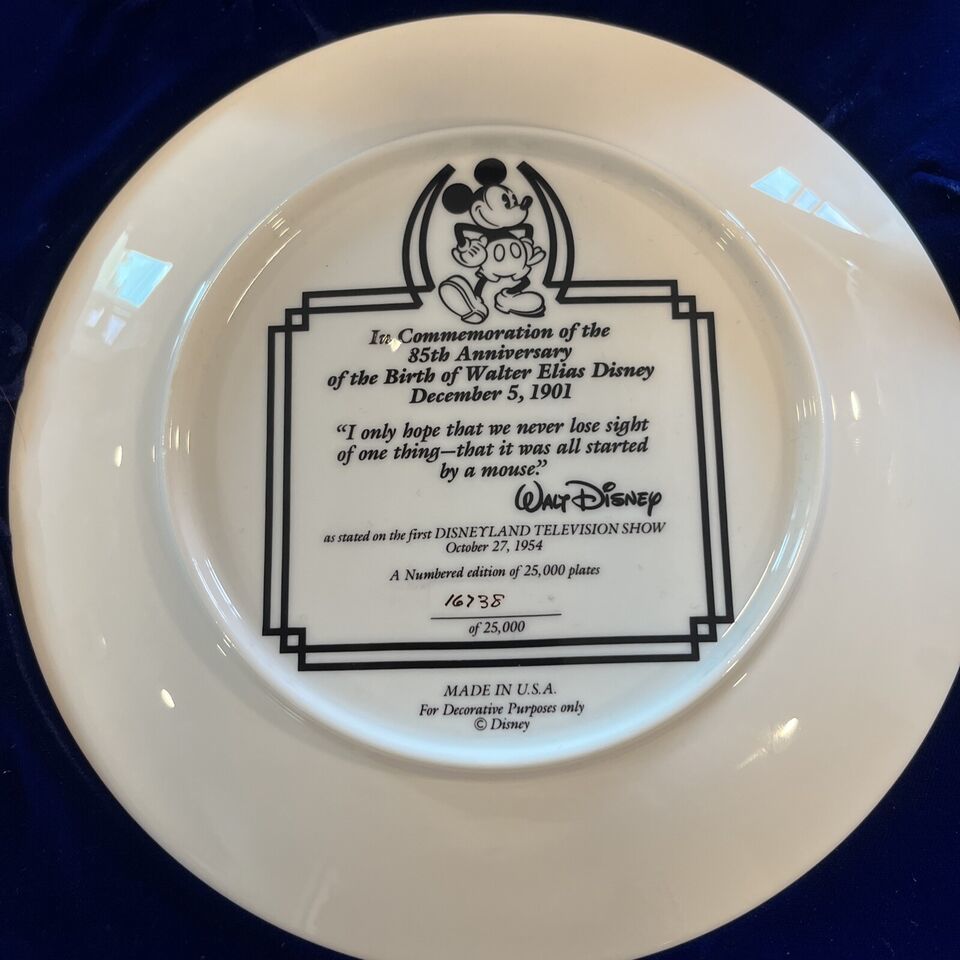 In Commemoration of the
85th Anniversary
of the Birth of Walter Elias Disney
December 5, 1901
“I only hope that we never lose sight
of one thing—that it was all started
by a mouse.”
Walt Disney
as stated on the first DISNEYLAND TELEVISION SHOW
October 27, 1954
A Numbered edition of 25,000 plates
16738
of 25,000
MADE IN U.S.A.
For Decorative Purposes only
© Disney